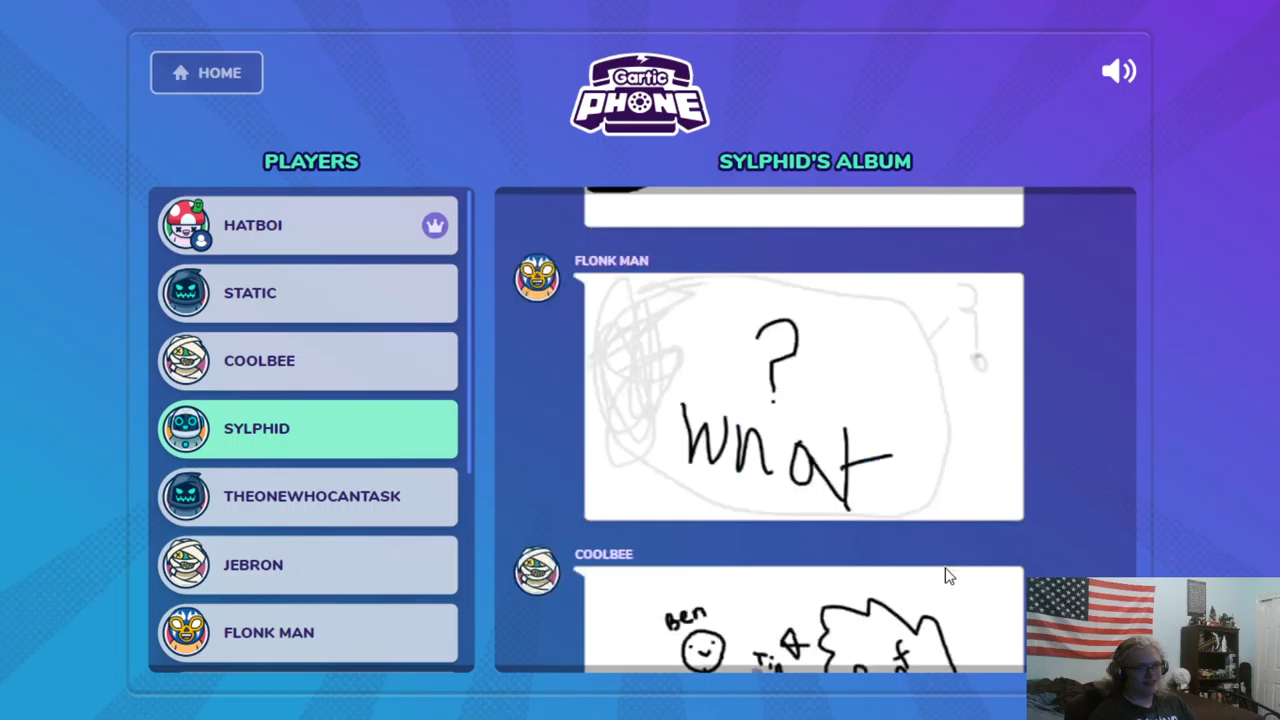 HOME
Gartic
PHONE
PLAYERS
SYLPHID'S ALBUM
HATBOI
STATIC
COOLBEE
SYLPHID
THEONEWHOCANTASK
JEBRON
FLONK MAN
FLONK MAN
?
wnat
COOLBEE
Ben